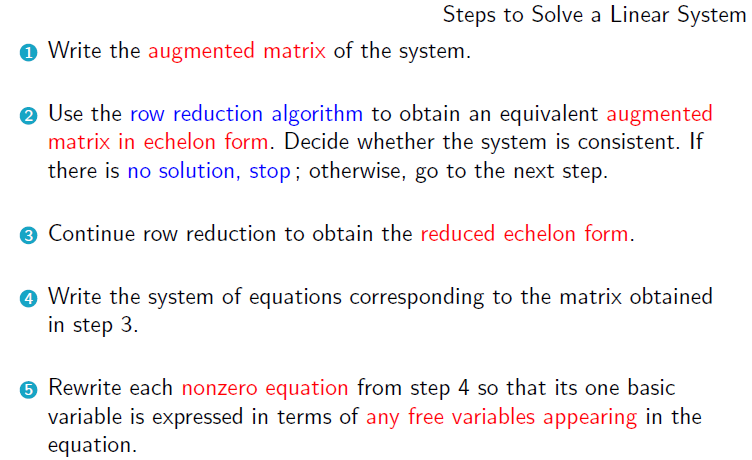 Steps to Solve a Linear System
1 Write the augmented matrix of the system.
2 Use the row reduction algorithm to obtain an equivalent augmented
matrix in echelon form. Decide whether the system is consistent. If
there is no solution, stop; otherwise, go to the next step.
3 Continue row reduction to obtain the reduced echelon form.
4 Write the system of equations corresponding to the matrix obtained
in step 3.
5 Rewrite each nonzero equation from step 4 so that its one basic
variable is expressed in terms of any free variables appearing in the
equation.